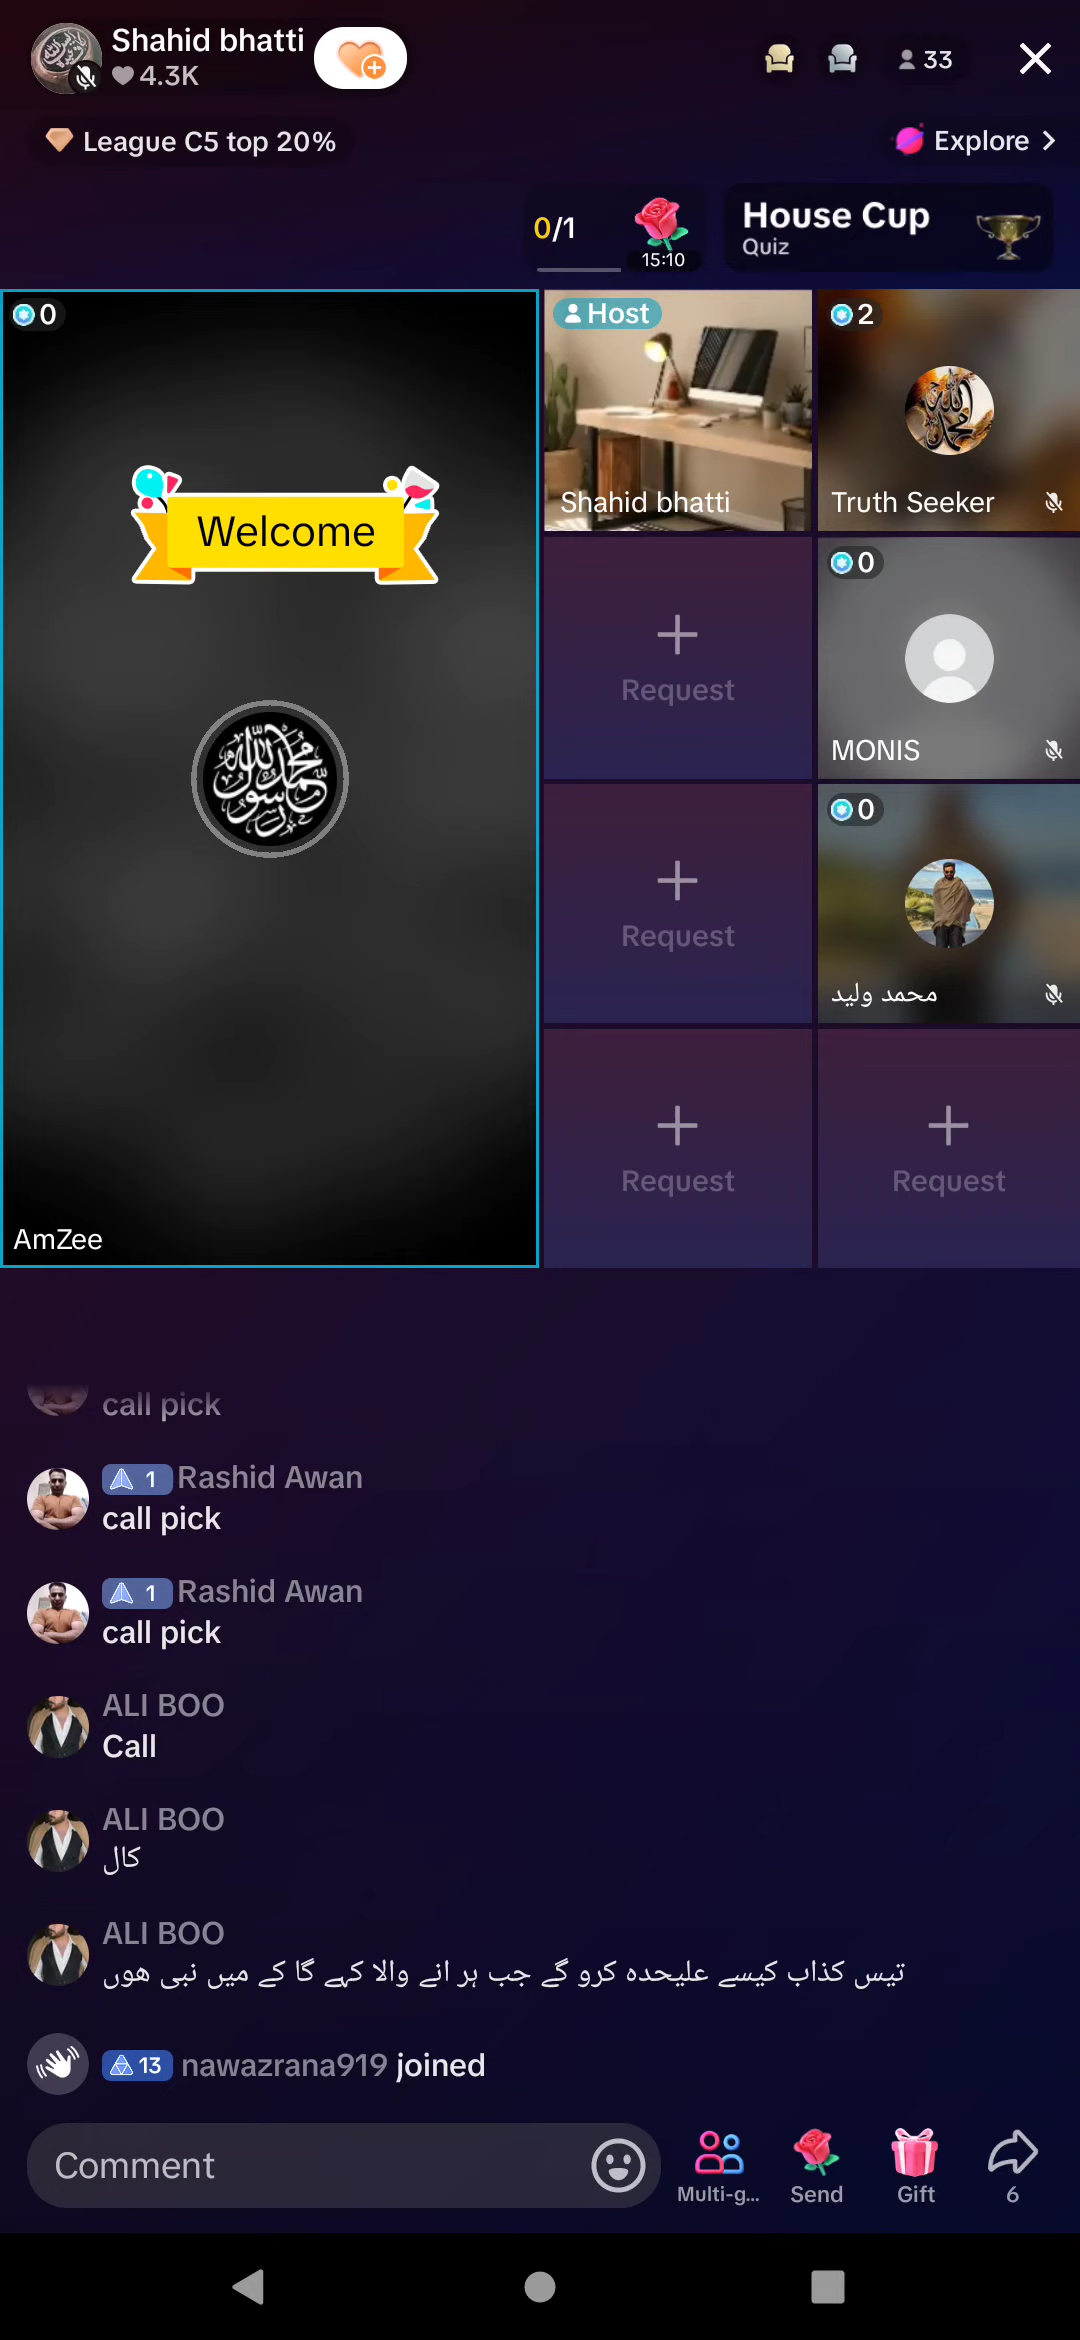 Shahid bhatti
4.3K
33
League C5 top 20%
Explore
0/1
15:10
House Cup
Quiz
0
Welcome
AmZee
Host
Shahid bhatti
2
Truth Seeker
Request
0
MONIS
Request
0
محمد ولید
Request
Request
call pick
1 Rashid Awan
call pick
1 Rashid Awan
call pick
ALI BOO
Call
ALI BOO
کال
ALI BOO
تیس کذاب کیسے علیحدہ کرو گے جب ہر انے والا کہے گا کے میں نبی ھوں
13 nawazrana919 joined
Comment
Multi-g...
Send
Gift
6